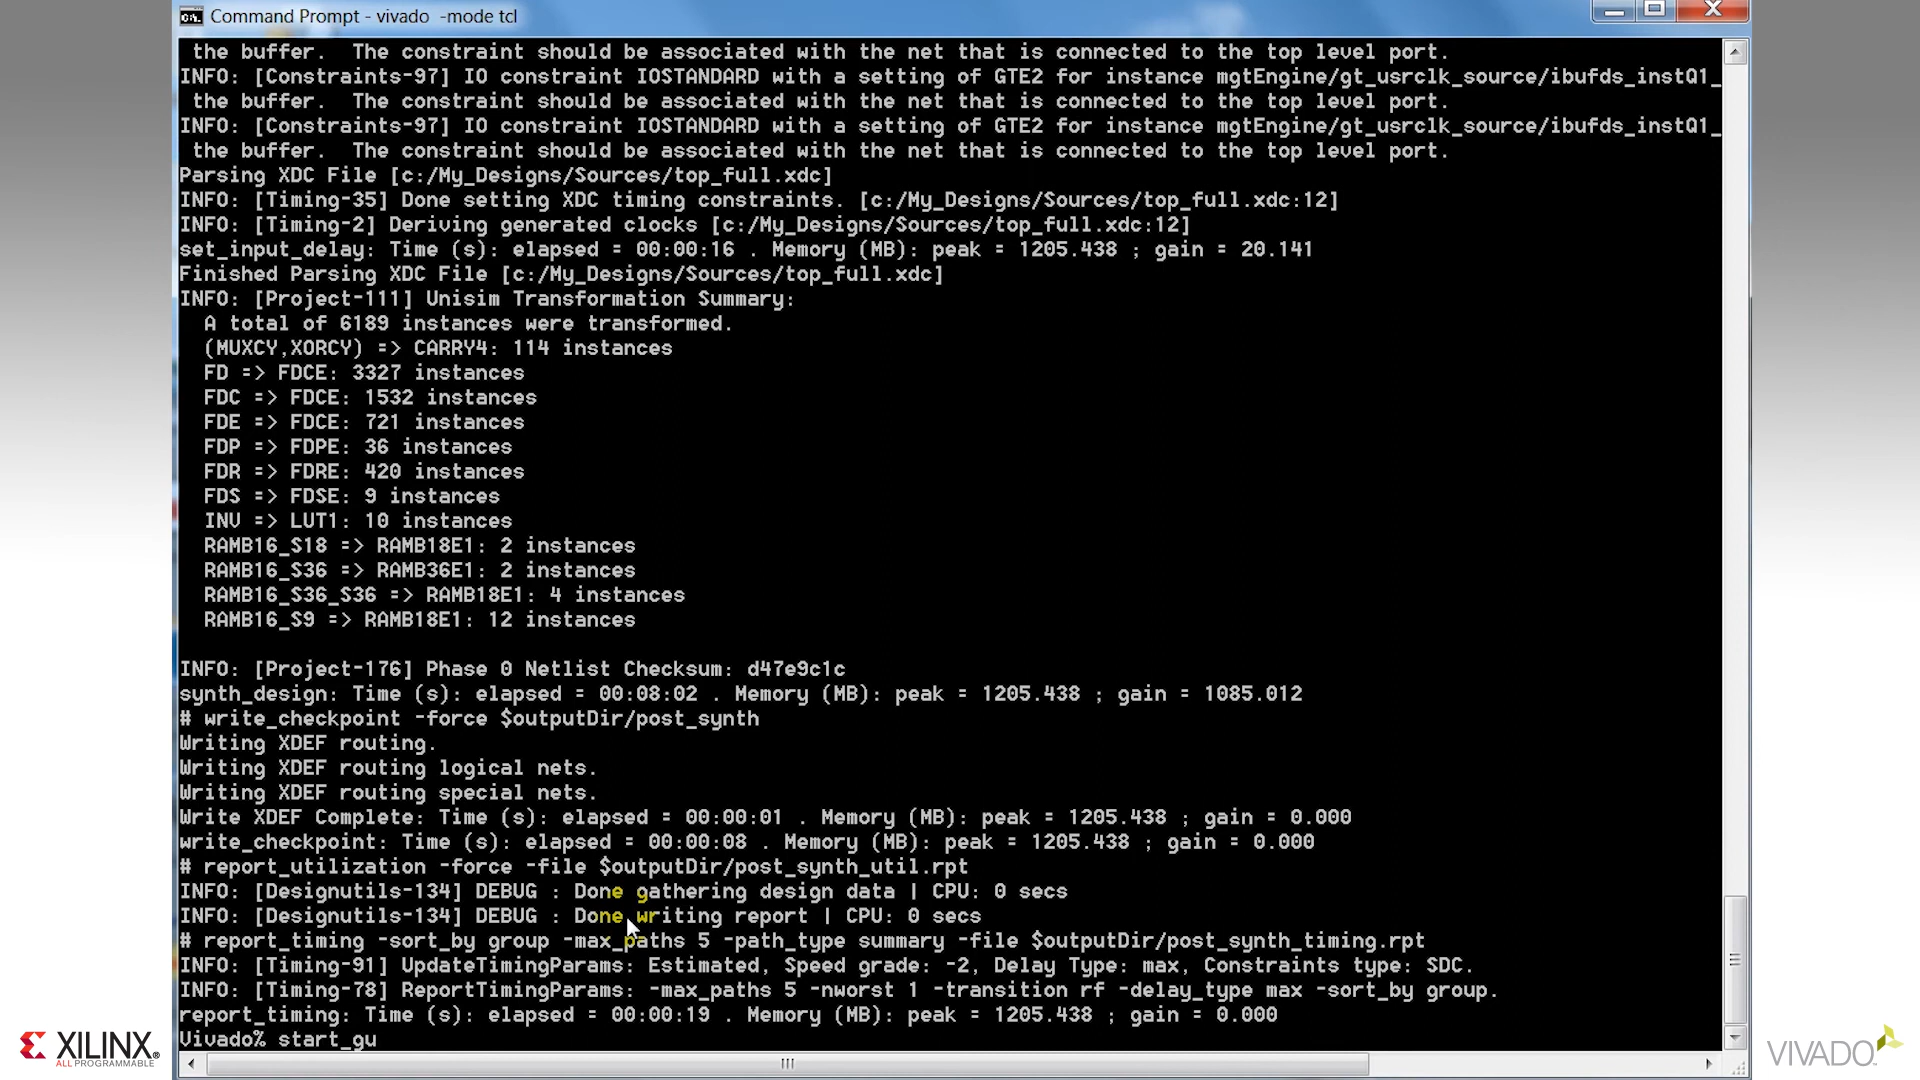 Command Prompt - vivado  -mode tcl
the buffer.  The constraint should be associated with the net that is connected to the top level port.
INFO: [Constraints-97] IO constraint IOSTANDARD with a setting of GTE2 for instance mgtEngine/gt_usrclk_source/ibufds_instQ1_
the buffer.  The constraint should be associated with the net that is connected to the top level port.
INFO: [Constraints-97] IO constraint IOSTANDARD with a setting of GTE2 for instance mgtEngine/gt_usrclk_source/ibufds_instQ1_
the buffer.  The constraint should be associated with the net that is connected to the top level port.
Parsing XDC File [c:/My_Designs/Sources/top_full.xdc]
INFO: [Timing-35] Done setting XDC timing constraints. [c:/My_Designs/Sources/top_full.xdc:12]
INFO: [Timing-2] Deriving generated clocks [c:/My_Designs/Sources/top_full.xdc:12]
set_input_delay: Time (s): elapsed = 00:00:16 . Memory (MB): peak = 1205.438 ; gain = 20.141
Finished Parsing XDC File [c:/My_Designs/Sources/top_full.xdc]
INFO: [Project-111] Unisim Transformation Summary:
A total of 6189 instances were transformed.
(MUXCY,XORCY) => CARRY4: 114 instances
FD => FDCE: 3327 instances
FDC => FDCE: 1532 instances
FDE => FDCE: 721 instances
FDP => FDPE: 36 instances
FDR => FDRE: 420 instances
FDS => FDSE: 9 instances
INV => LUT1: 10 instances
RAMB16_S18 => RAMB18E1: 2 instances
RAMB16_S36 => RAMB36E1: 2 instances
RAMB16_S36_S36 => RAMB18E1: 4 instances
RAMB16_S9 => RAMB18E1: 12 instances
INFO: [Project-176] Phase 0 Netlist Checksum: d47e9c1c
synth_design: Time (s): elapsed = 00:08:02 . Memory (MB): peak = 1205.438 ; gain = 1085.012
# write_checkpoint -force $outputDir/post_synth
Writing XDEF routing.
Writing XDEF routing logical nets.
Writing XDEF routing special nets.
Write XDEF Complete: Time (s): elapsed = 00:00:01 . Memory (MB): peak = 1205.438 ; gain = 0.000
write_checkpoint: Time (s): elapsed = 00:00:08 . Memory (MB): peak = 1205.438 ; gain = 0.000
# report_utilization -force -file $outputDir/post_synth_util.rpt
INFO: [Designutils-134] DEBUG : Done gathering design data | CPU: 0 secs
INFO: [Designutils-134] DEBUG : Done writing report | CPU: 0 secs
# report_timing -sort_by group -max_paths 5 -path_type summary -file $outputDir/post_synth_timing.rpt
INFO: [Timing-91] UpdateTimingParams: Estimated, Speed grade: -2, Delay Type: max, Constraints type: SDC.
INFO: [Timing-78] ReportTimingParams: -max_paths 5 -nworst 1 -transition rf -delay_type max -sort_by group.
report_timing: Time (s): elapsed = 00:00:19 . Memory (MB): peak = 1205.438 ; gain = 0.000
Vivado% start_gu
XILINX
ALL PROGRAMMABLE
VIVADO